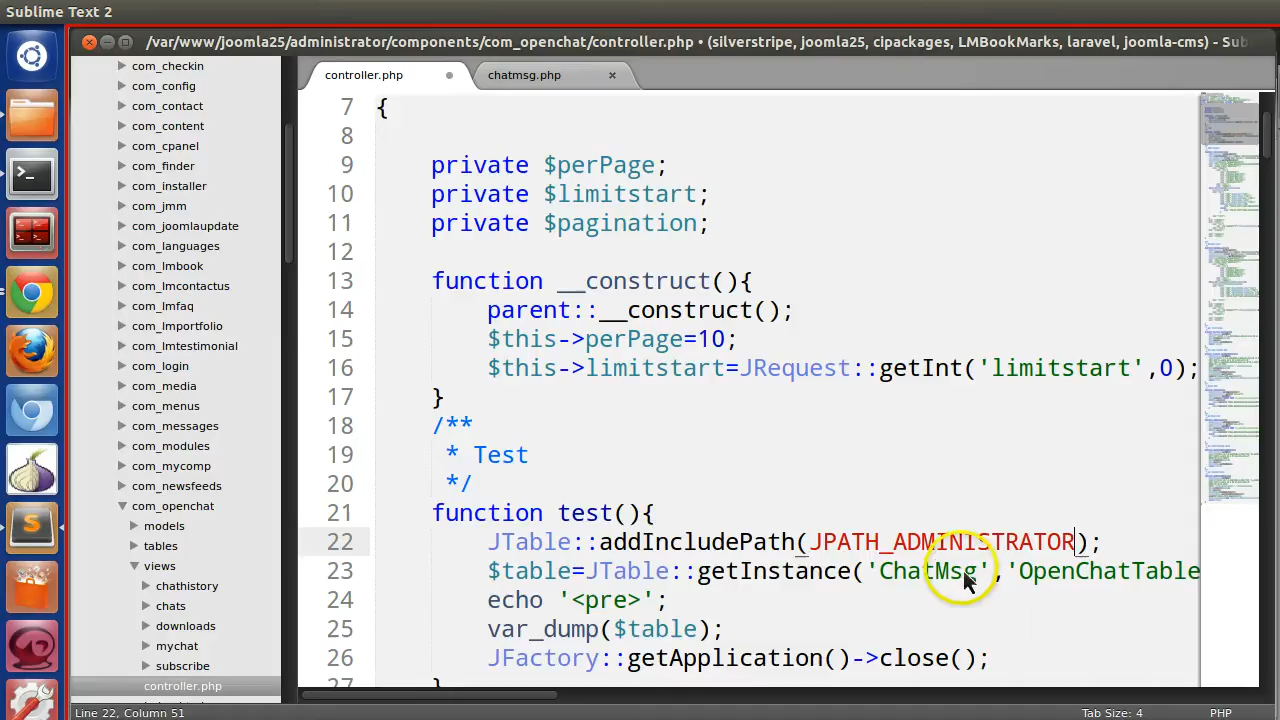 Sublime Text 2
/var/www/joomla25/administrator/components/com_openchat/controller.php • (silverstripe, joomla25, cipackages, LMBookMarks, laravel, joomla-cms) - Sub
controller.php
chatmsg.php
com_checkin
com_config
com_contact
com_content
com_cpanel
com_finder
com_installer
com_jmm
com_joomlaupdate
com_languages
com_lmbook
com_lmcontactus
com_lmfaq
com_lmportfolio
com_lmtestimonial
com_login
com_media
com_menus
com_messages
com_modules
com_mycomp
com_newsfeeds
com_openchat
models
tables
views
chathistory
chats
downloads
mychat
subscribe
controller.php
7 {
8
9 private $perPage;
10 private $limitstart;
11 private $pagination;
12
13 function __construct(){
14 parent::__construct();
15 $this->perPage=10;
16 $this->limitstart=JRequest::getInt('limitstart',0);
17 }
18 /**
19 * Test
20 */
21 function test(){
22 JTable::addIncludePath(JPATH_ADMINISTRATOR);
23 $table=JTable::getInstance('ChatMsg','OpenChatTable
24 echo '<pre>';
25 var_dump($table);
26 JFactory::getApplication()->close();
27 }
Line 22, Column 51
Tab Size: 4
PHP